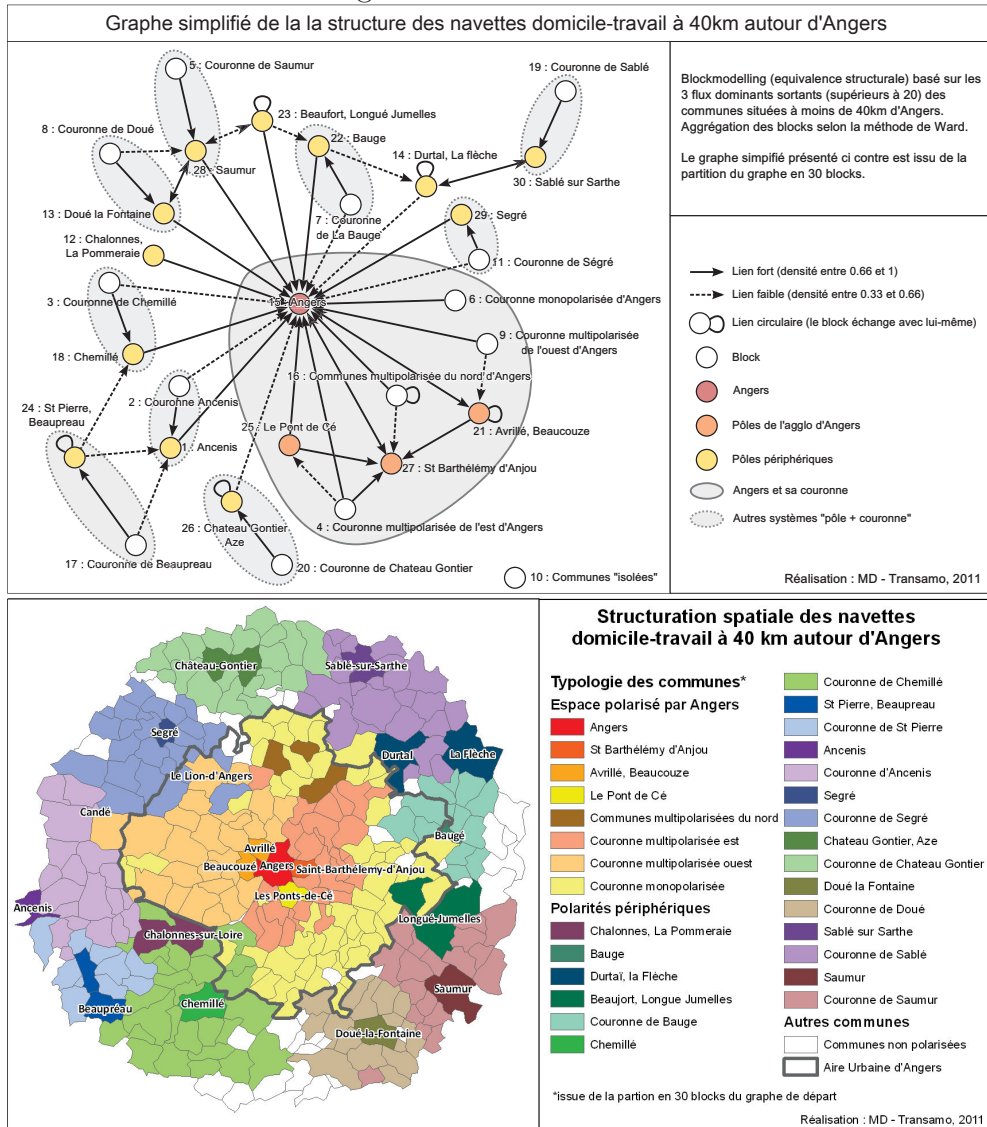 Graphe simplifié de la la structure des navettes domicile-travail à 40km autour d'Angers
5 : Couronne de Saumur
19 : Couronne de Sablé
23 : Beaufort, Longué Jumelles
8 : Couronne de Doué
22 : Bauge
14 : Durtal, La flèche
28 : Saumur
30 : Sablé sur Sarthe
13 : Doué la Fontaine
7 : Couronne
de La Bauge
29 : Segré
12 : Chalonnes,
La Pommeraie
11 : Couronne de Ségré
3 : Couronne de Chemillé
15 : Angers
6 : Couronne monopolarisée d'Angers
9 : Couronne multipolarisée
de l'ouest d'Angers
18 : Chemillé
16 : Communes multipolarisée du nord d'Angers
2 : Couronne Ancenis
24 : St Pierre,
Beaupreau
25 : Le Pont de Cé
21 : Avrillé, Beaucouze
1 : Ancenis
27 : St Barthélémy d'Anjou
26 : Chateau Gontier
Aze
4 : Couronne multipolarisée de l'est d'Angers
17 : Couronne de Beaupreau
20 : Couronne de Chateau Gontier
10 : Communes "isolées"
Blockmodelling (equivalence structurale) basé sur les
3 flux dominants sortants (supérieurs à 20) des
communes situées à moins de 40km d'Angers.
Aggrégation des blocks selon la méthode de Ward.
Le graphe simplifié présenté ci contre est issu de la
partition du graphe en 30 blocks.
Lien fort (densité entre 0.66 et 1)
Lien faible (densité entre 0.33 et 0.66)
Lien circulaire (le block échange avec lui-même)
Block
Angers
Pôles de l'agglo d'Angers
Pôles périphériques
Angers et sa couronne
Autres systèmes "pôle + couronne"
Réalisation : MD - Transamo, 2011
Château-Gontier
Sablé-sur-Sarthe
Segré
Durtal
La Flèche
Le Lion-d'Angers
Candé
Baugé
Avrillé
Beaucouzé
Angers
Saint-Barthélemy-d'Anjou
Les Ponts-de-Cé
Ancenis
Longué-Jumelles
Chalonnes-sur-Loire
Saumur
Beaupréau
Chemillé
Doué-la-Fontaine
Structuration spatiale des navettes
domicile-travail à 40 km autour d'Angers
Typologie des communes*
Espace polarisé par Angers
Angers
St Barthélémy d'Anjou
Avrillé, Beaucouze
Le Pont de Cé
Communes multipolarisées du nord
Couronne multipolarisée est
Couronne multipolarisée ouest
Couronne monopolarisée
Polarités périphériques
Chalonnes, La Pommeraie
Bauge
Durtaï, la Flèche
Beaujort, Longue Jumelles
Couronne de Bauge
Chemillé
Couronne de Chemillé
St Pierre, Beaupreau
Couronne de St Pierre
Ancenis
Couronne d'Ancenis
Segré
Couronne de Segré
Chateau Gontier, Aze
Couronne de Chateau Gontier
Doué la Fontaine
Couronne de Doué
Sablé sur Sarthe
Couronne de Sablé
Saumur
Couronne de Saumur
Autres communes
Communes non polarisées
Aire Urbaine d'Angers
*issue de la partion en 30 blocks du graphe de départ
Réalisation : MD - Transamo, 2011